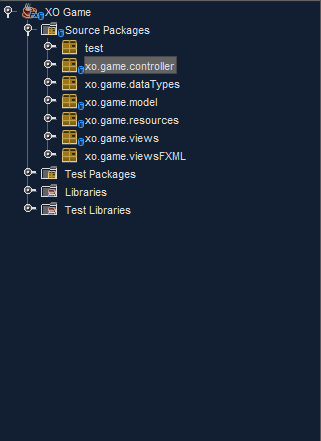 XO Game
Source Packages
test
xo.game.controller
xo.game.dataTypes
xo.game.model
xo.game.resources
xo.game.views
xo.game.viewsFXML
Test Packages
Libraries
Test Libraries